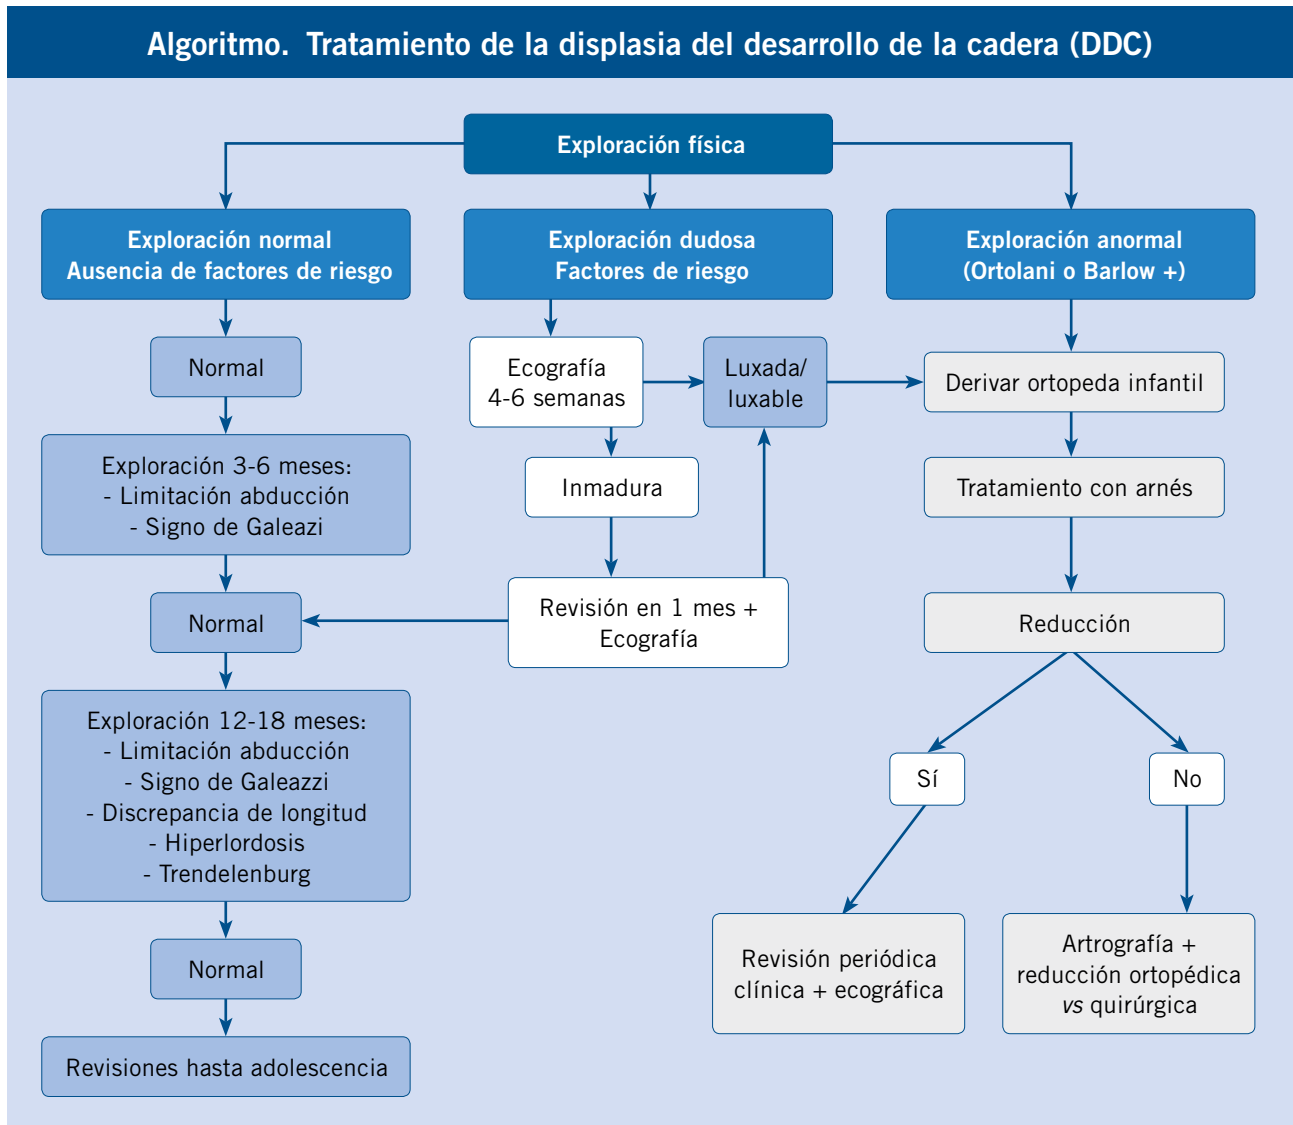 Algoritmo. Tratamiento de la displasia del desarrollo de la cadera (DDC)
Exploración física
Exploración normal
Ausencia de factores de riesgo
Exploración dudosa
Factores de riesgo
Exploración anormal
(Ortolani o Barlow +)
Normal
Ecografía
4-6 semanas
Luxada/
luxable
Derivar ortopeda infantil
Exploración 3-6 meses:
- Limitación abducción
- Signo de Galeazi
Inmadura
Tratamiento con arnés
Normal
Revisión en 1 mes +
Ecografía
Reducción
Exploración 12-18 meses:
- Limitación abducción
- Signo de Galeazzi
- Discrepancia de longitud
- Hiperlordosis
- Trendelenburg
Sí
No
Normal
Revisión periódica
clínica + ecográfica
Artrografía +
reducción ortopédica
vs quirúrgica
Revisiones hasta adolescencia